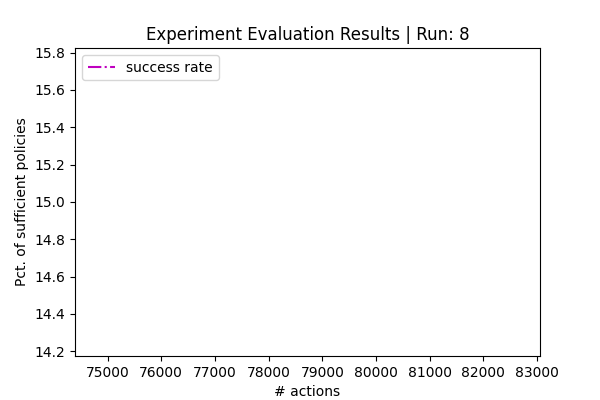 Experiment Evaluation Results | Run: 8
15.8
15.6
15.4
15.2
15.0
14.8
14.6
14.4
14.2
Pct. of sufficient policies
success rate
75000 76000 77000 78000 79000 80000 81000 82000 83000
# actions